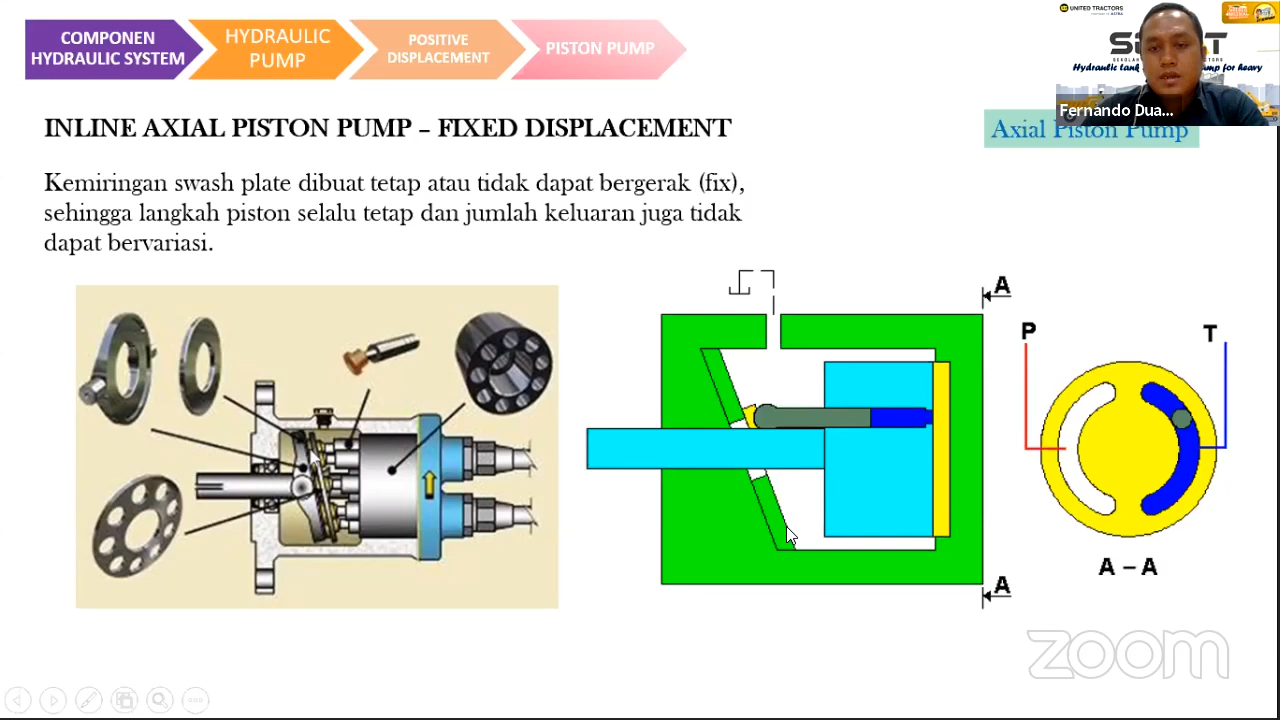 COMPONEN
HYDRAULIC SYSTEM
HYDRAULIC
PUMP
POSITIVE
DISPLACEMENT
PISTON PUMP
UNITED TRACTORS
Fernando Dua...
INLINE AXIAL PISTON PUMP – FIXED DISPLACEMENT
Axial Piston Pump
Kemiringan swash plate dibuat tetap atau tidak dapat bergerak (fix),
sehingga langkah piston selalu tetap dan jumlah keluaran juga tidak
dapat bervariasi.
A
P
T
A – A
A
zoom